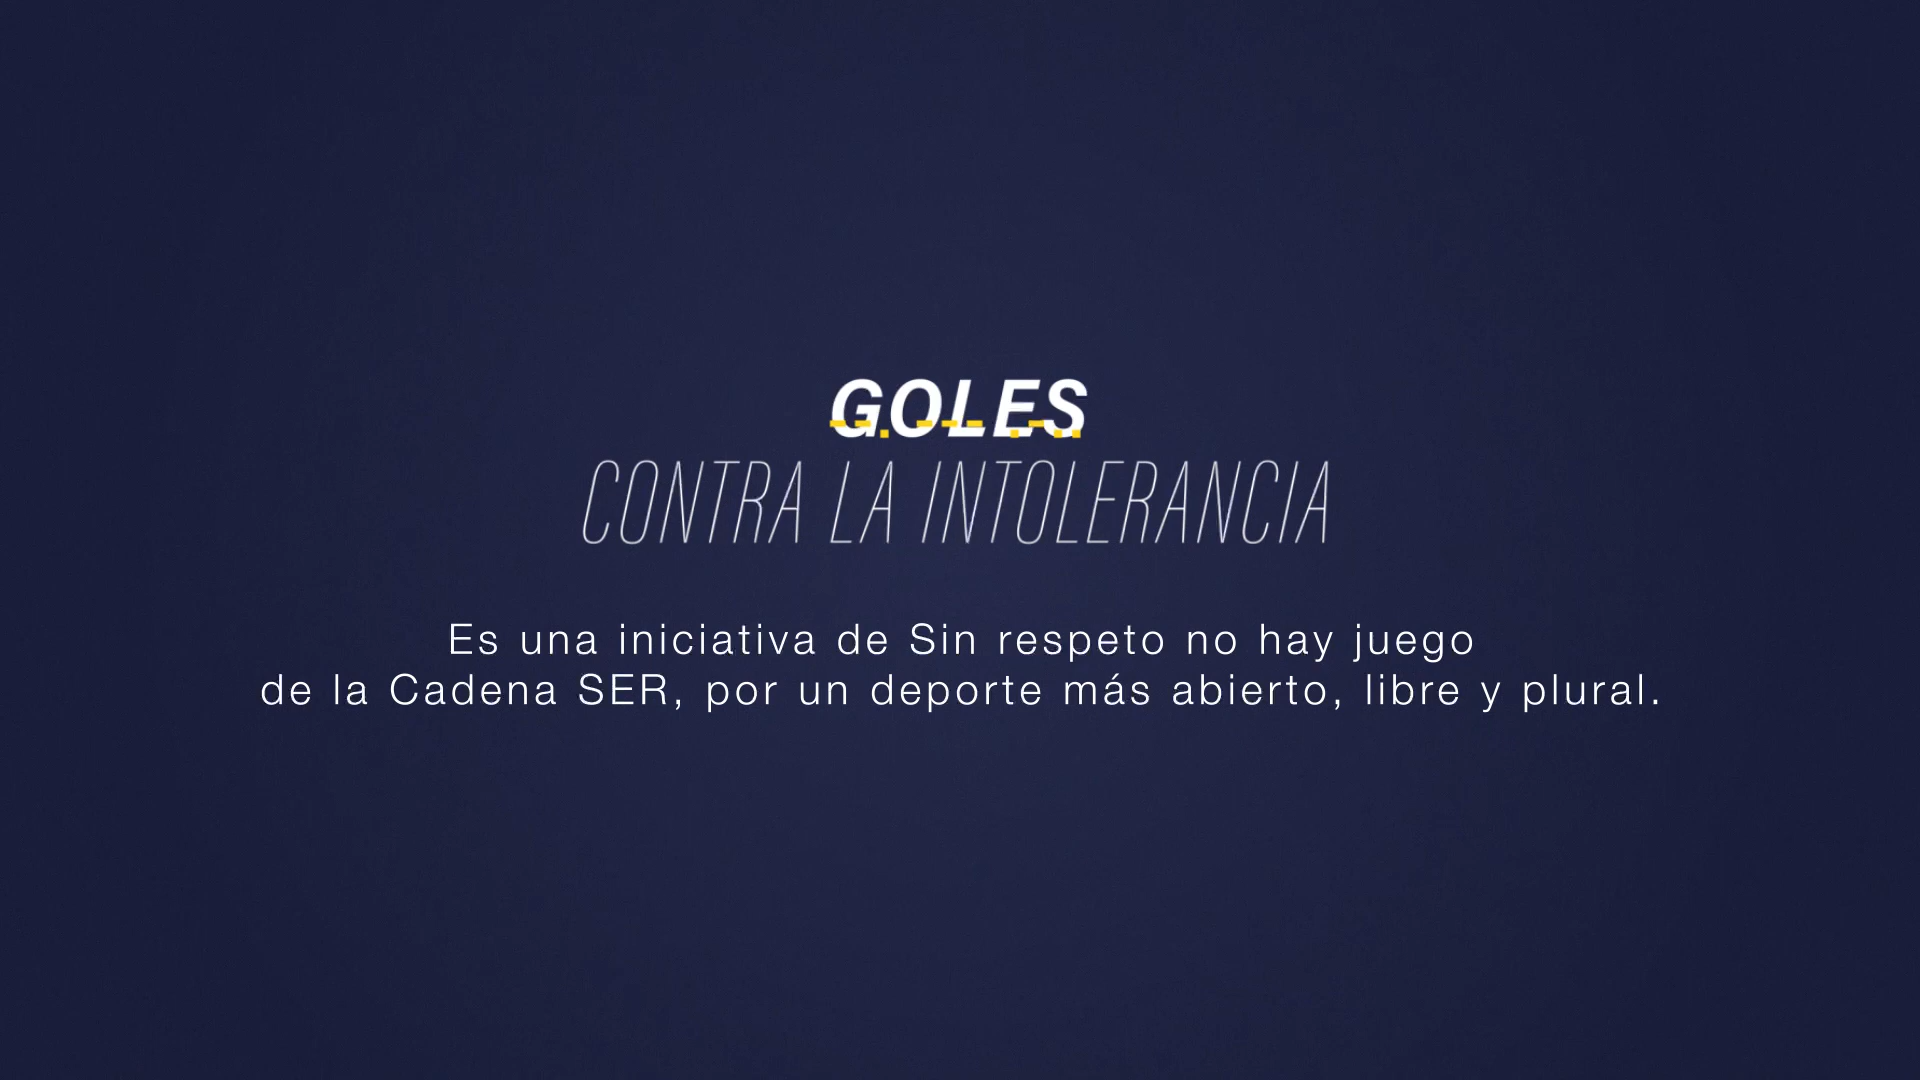 GOLES
CONTRA LA INTOLERANCIA
Es una iniciativa de Sin respeto no hay juego
de la Cadena SER, por un deporte más abierto, libre y plural.